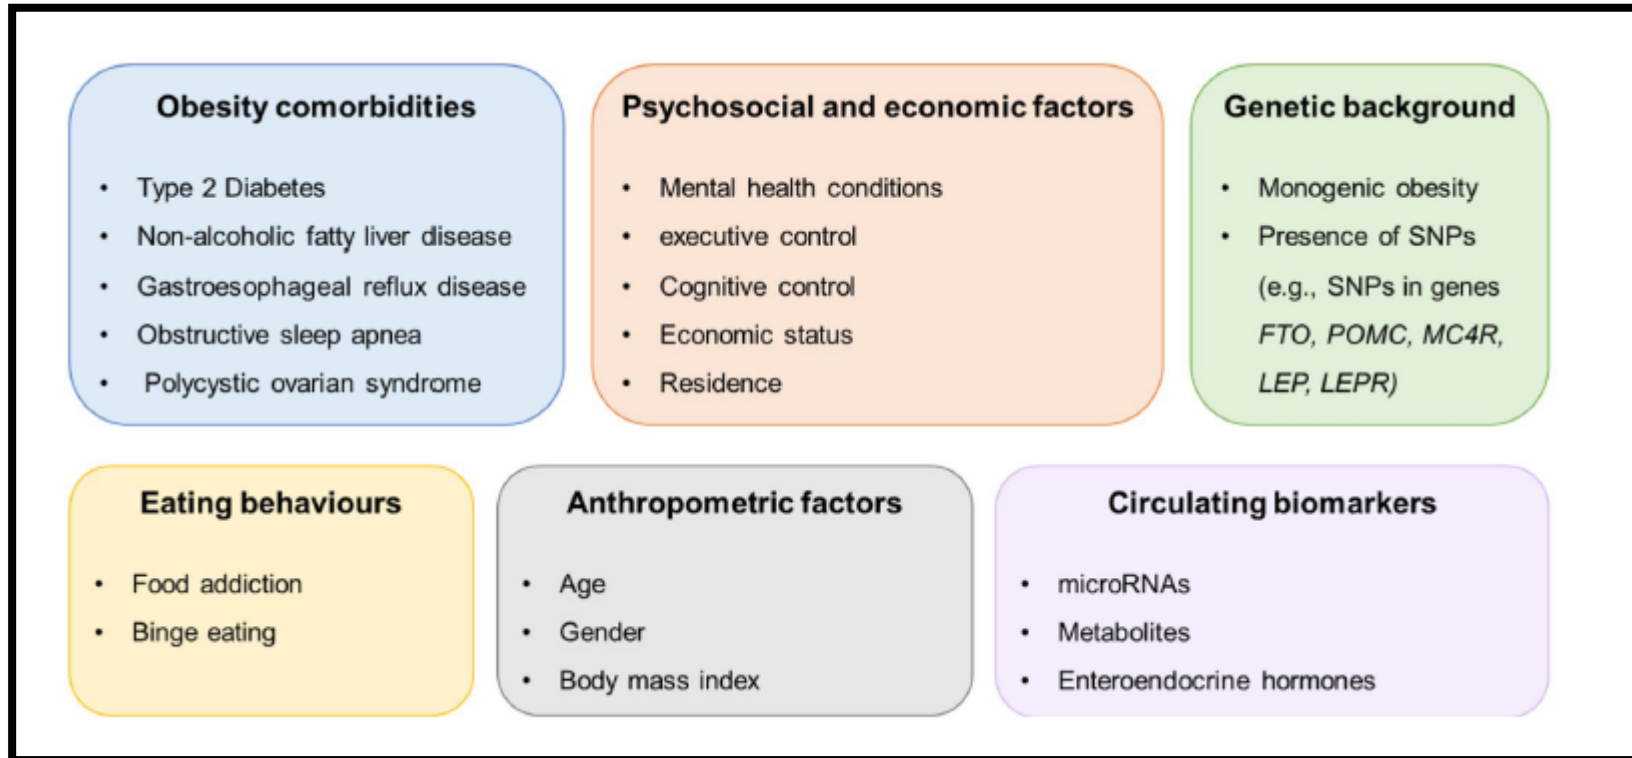 Obesity comorbidities
• Type 2 Diabetes
• Non-alcoholic fatty liver disease
• Gastroesophageal reflux disease
• Obstructive sleep apnea
• Polycystic ovarian syndrome
Psychosocial and economic factors
• Mental health conditions
• executive control
• Cognitive control
• Economic status
• Residence
Genetic background
• Monogenic obesity
• Presence of SNPs
(e.g., SNPs in genes
FTO, POMC, MC4R,
LEP, LEPR)
Eating behaviours
• Food addiction
• Binge eating
Anthropometric factors
• Age
• Gender
• Body mass index
Circulating biomarkers
• microRNAs
• Metabolites
• Enteroendocrine hormones